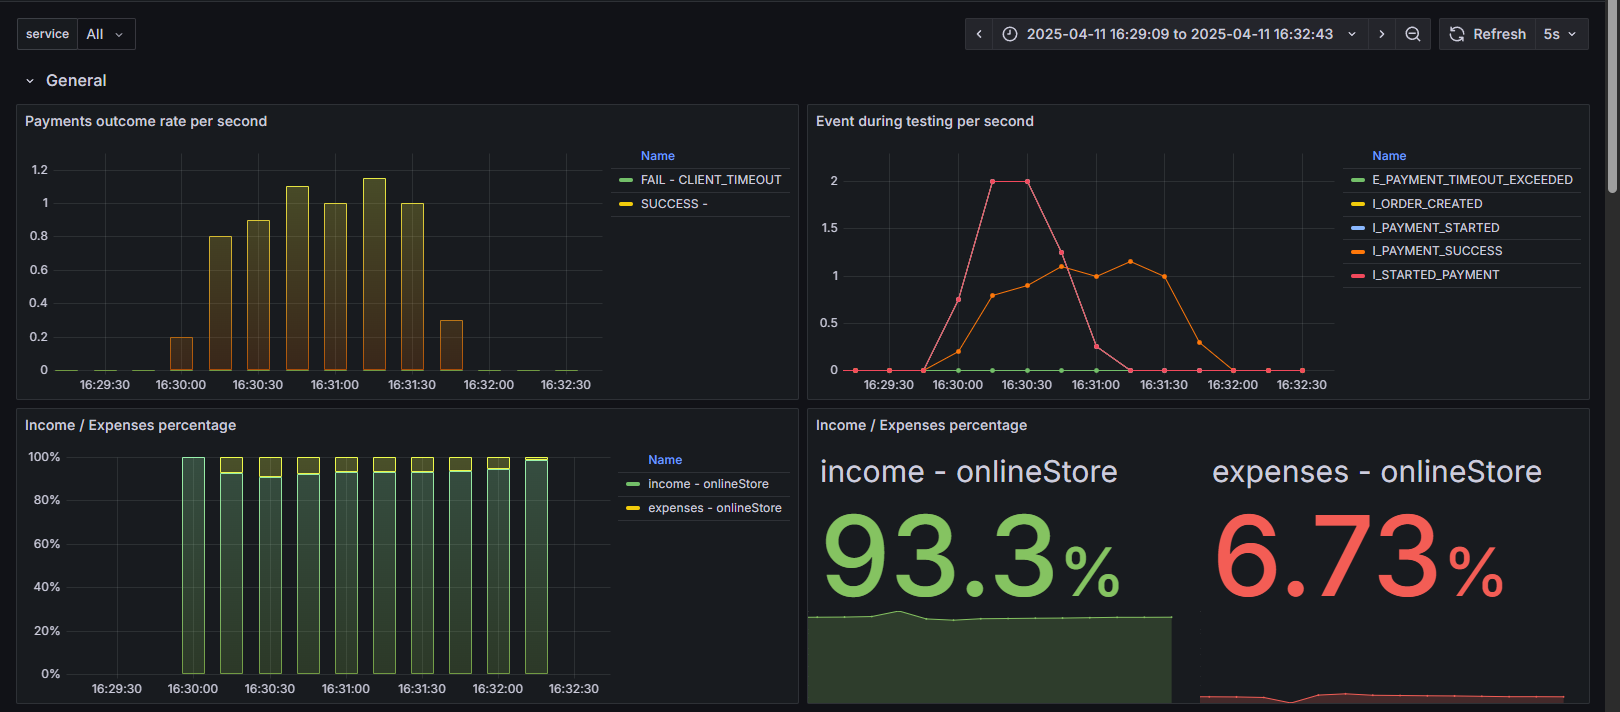 service All
2025-04-11 16:29:09 to 2025-04-11 16:32:43 Refresh 5s
General
Payments outcome rate per second
1.2
1
0.8
0.6
0.4
0.2
0
16:29:30 16:30:00 16:30:30 16:31:00 16:31:30 16:32:00 16:32:30
Name
FAIL - CLIENT_TIMEOUT
SUCCESS -
Event during testing per second
2
1.5
1
0.5
0
16:29:30 16:30:00 16:30:30 16:31:00 16:31:30 16:32:00 16:32:30
Name
E_PAYMENT_TIMEOUT_EXCEEDED
I_ORDER_CREATED
I_PAYMENT_STARTED
I_PAYMENT_SUCCESS
I_STARTED_PAYMENT
Income / Expenses percentage
100%
80%
60%
40%
20%
0%
16:29:30 16:30:00 16:30:30 16:31:00 16:31:30 16:32:00 16:32:30
Name
income - onlineStore
expenses - onlineStore
Income / Expenses percentage
income - onlineStore
93.3%
expenses - onlineStore
6.73%